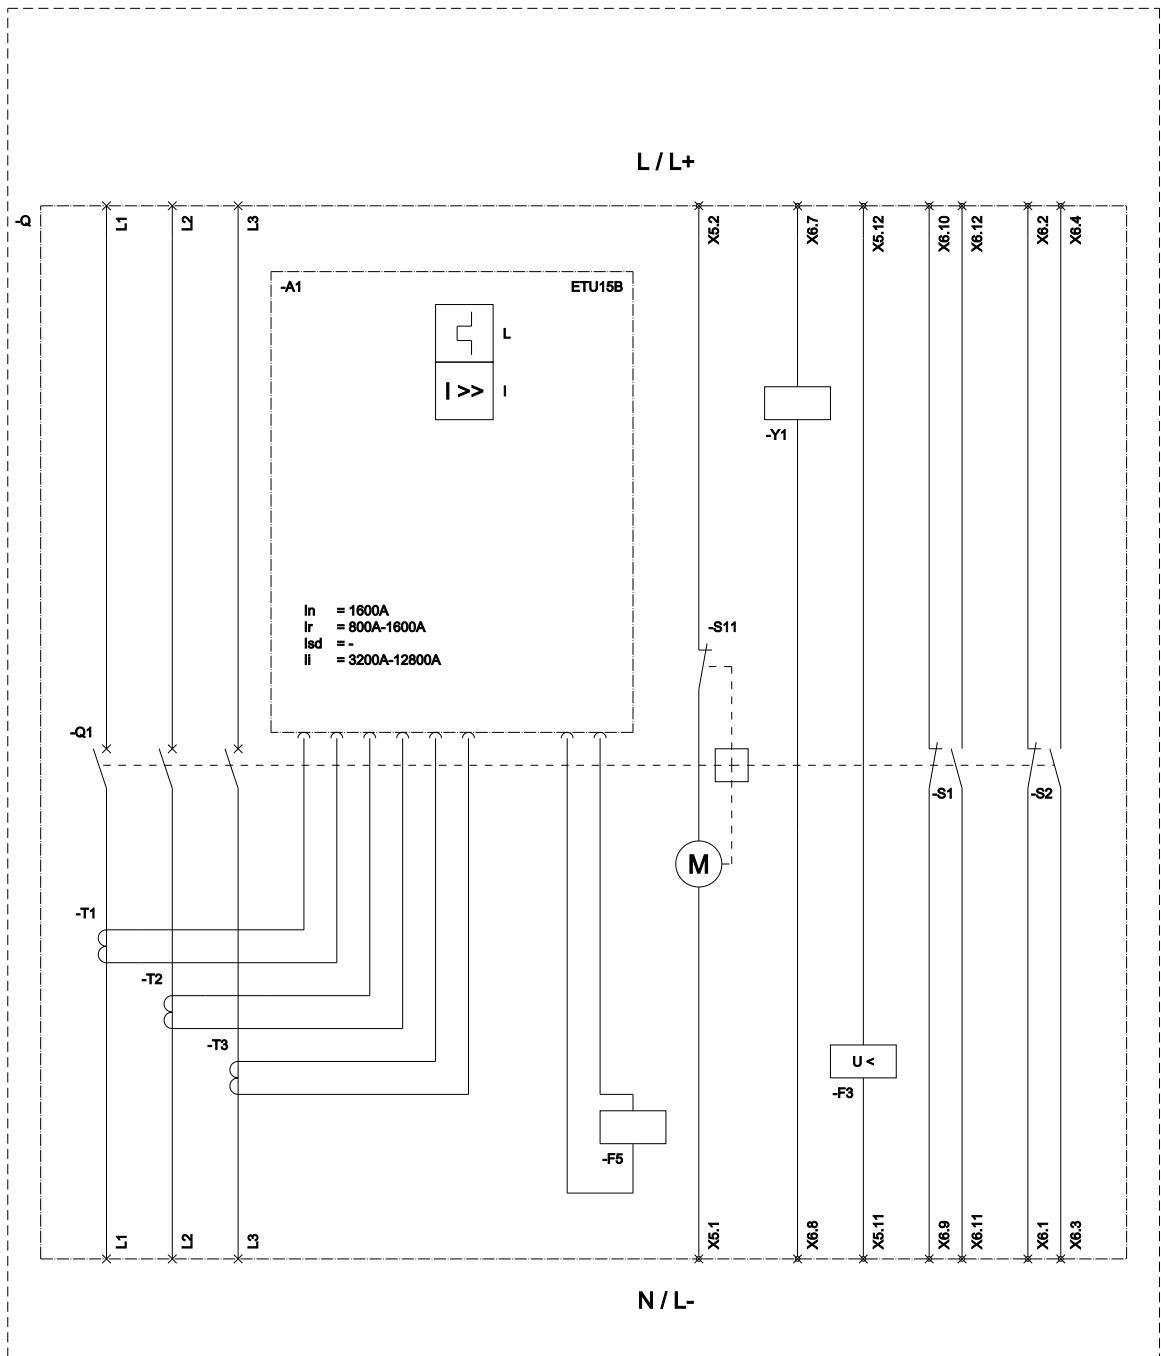 L / L+
-Q
L1
L2
L3
X5.2
X6.7
X5.12
X6.10
X6.12
X6.2
X6.4
-A1
ETU15B
L
I >>
I
-Y1
In = 1600A
Ir = 800A-1600A
Isd = -
Ii = 3200A-12800A
-S11
-Q1
-S1
-S2
M
-T1
-T2
-T3
U <
-F3
-F5
L1
L2
L3
X5.1
X6.8
X5.11
X6.9
X6.11
X6.1
X6.3
N / L-